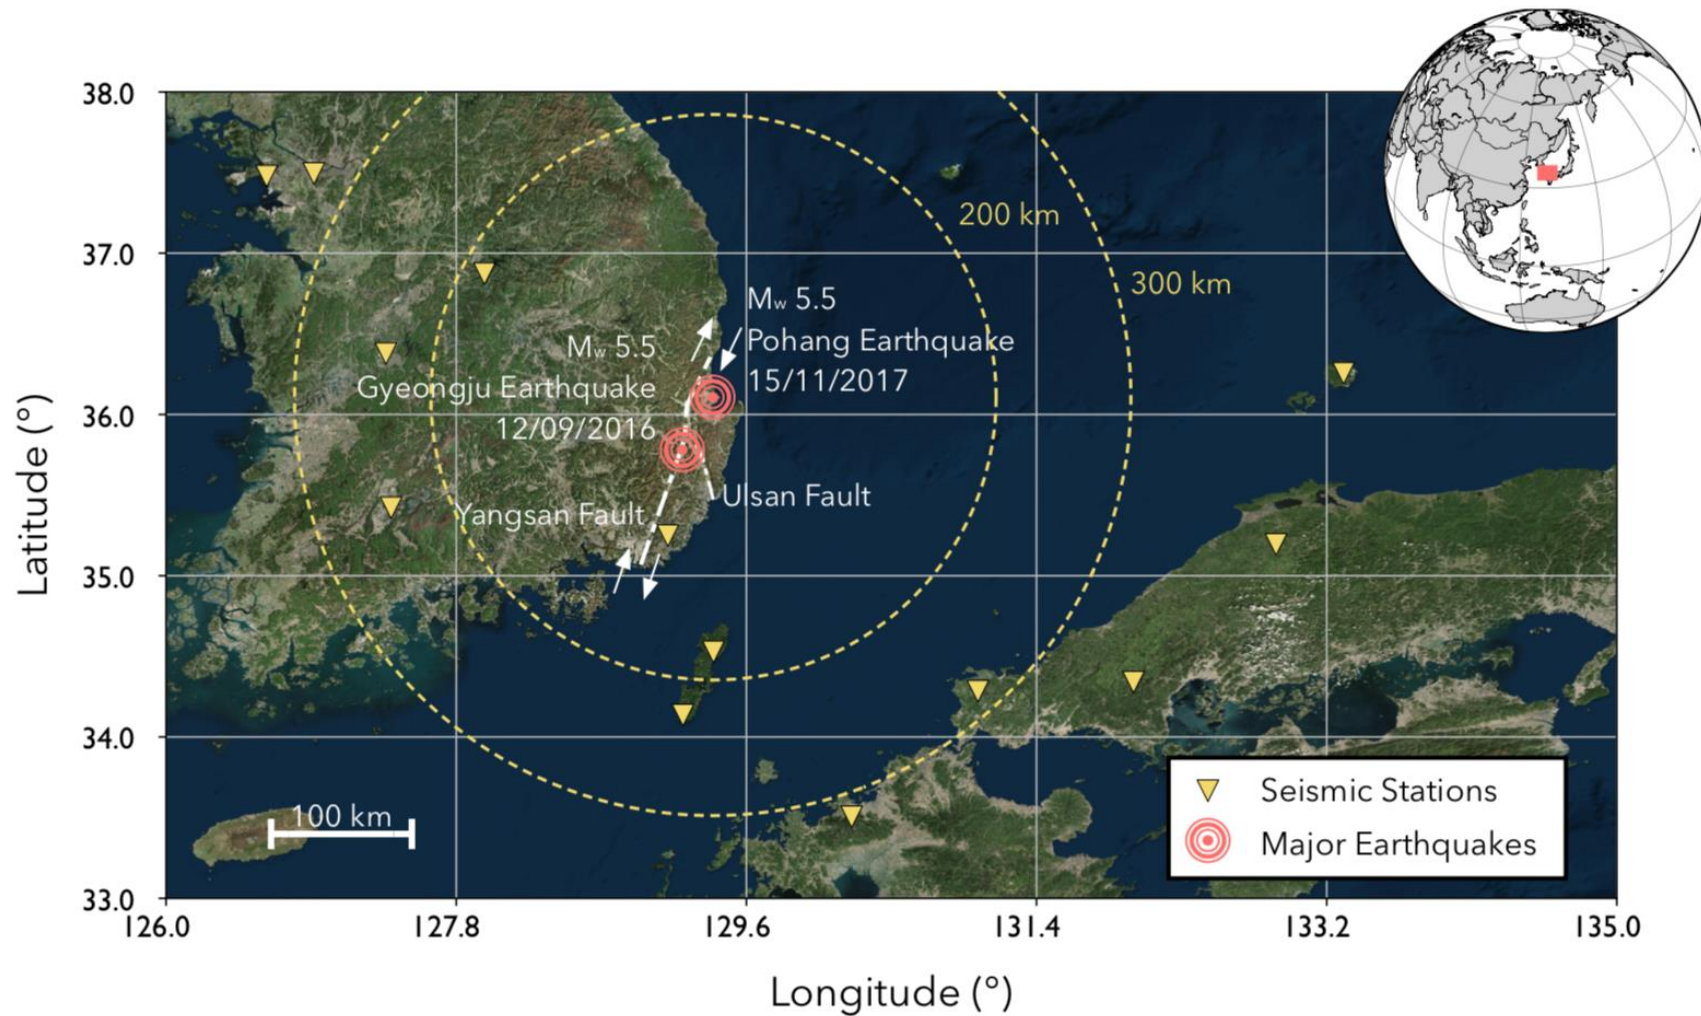 38.0
37.0
36.0
35.0
34.0
33.0
Latitude (°)
126.0
127.8
129.6
131.4
133.2
135.0
Longitude (°)
200 km
300 km
Mw 5.5
Pohang Earthquake
15/11/2017
Mw 5.5
Gyeongju Earthquake
12/09/2016
Ulsan Fault
Yangsan Fault
100 km
Seismic Stations
Major Earthquakes